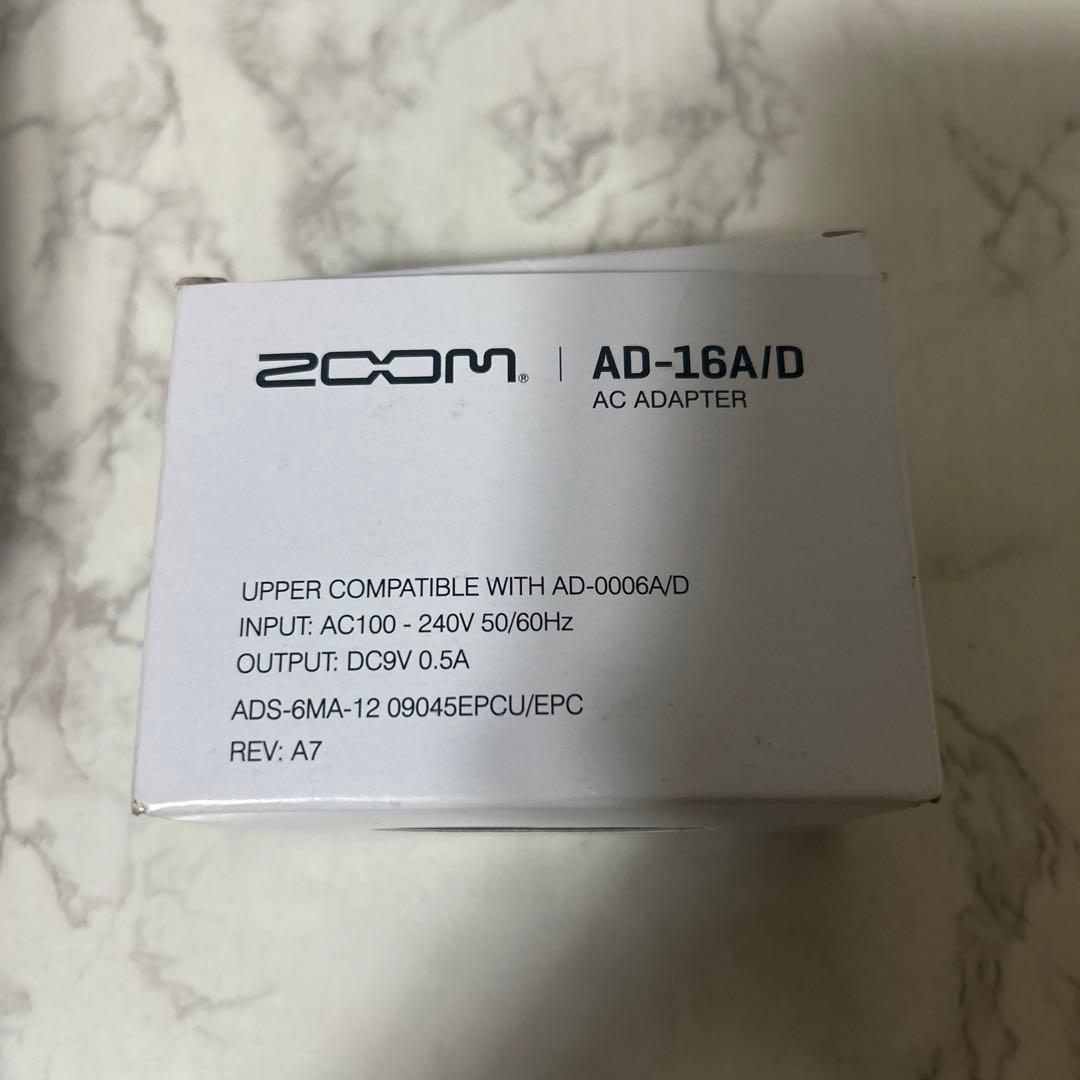 ZOOM® | AD-16A/D
AC ADAPTER
UPPER COMPATIBLE WITH AD-0006A/D
INPUT: AC100 - 240V 50/60Hz
OUTPUT: DC9V 0.5A
ADS-6MA-12 09045EPCU/EPC
REV: A7